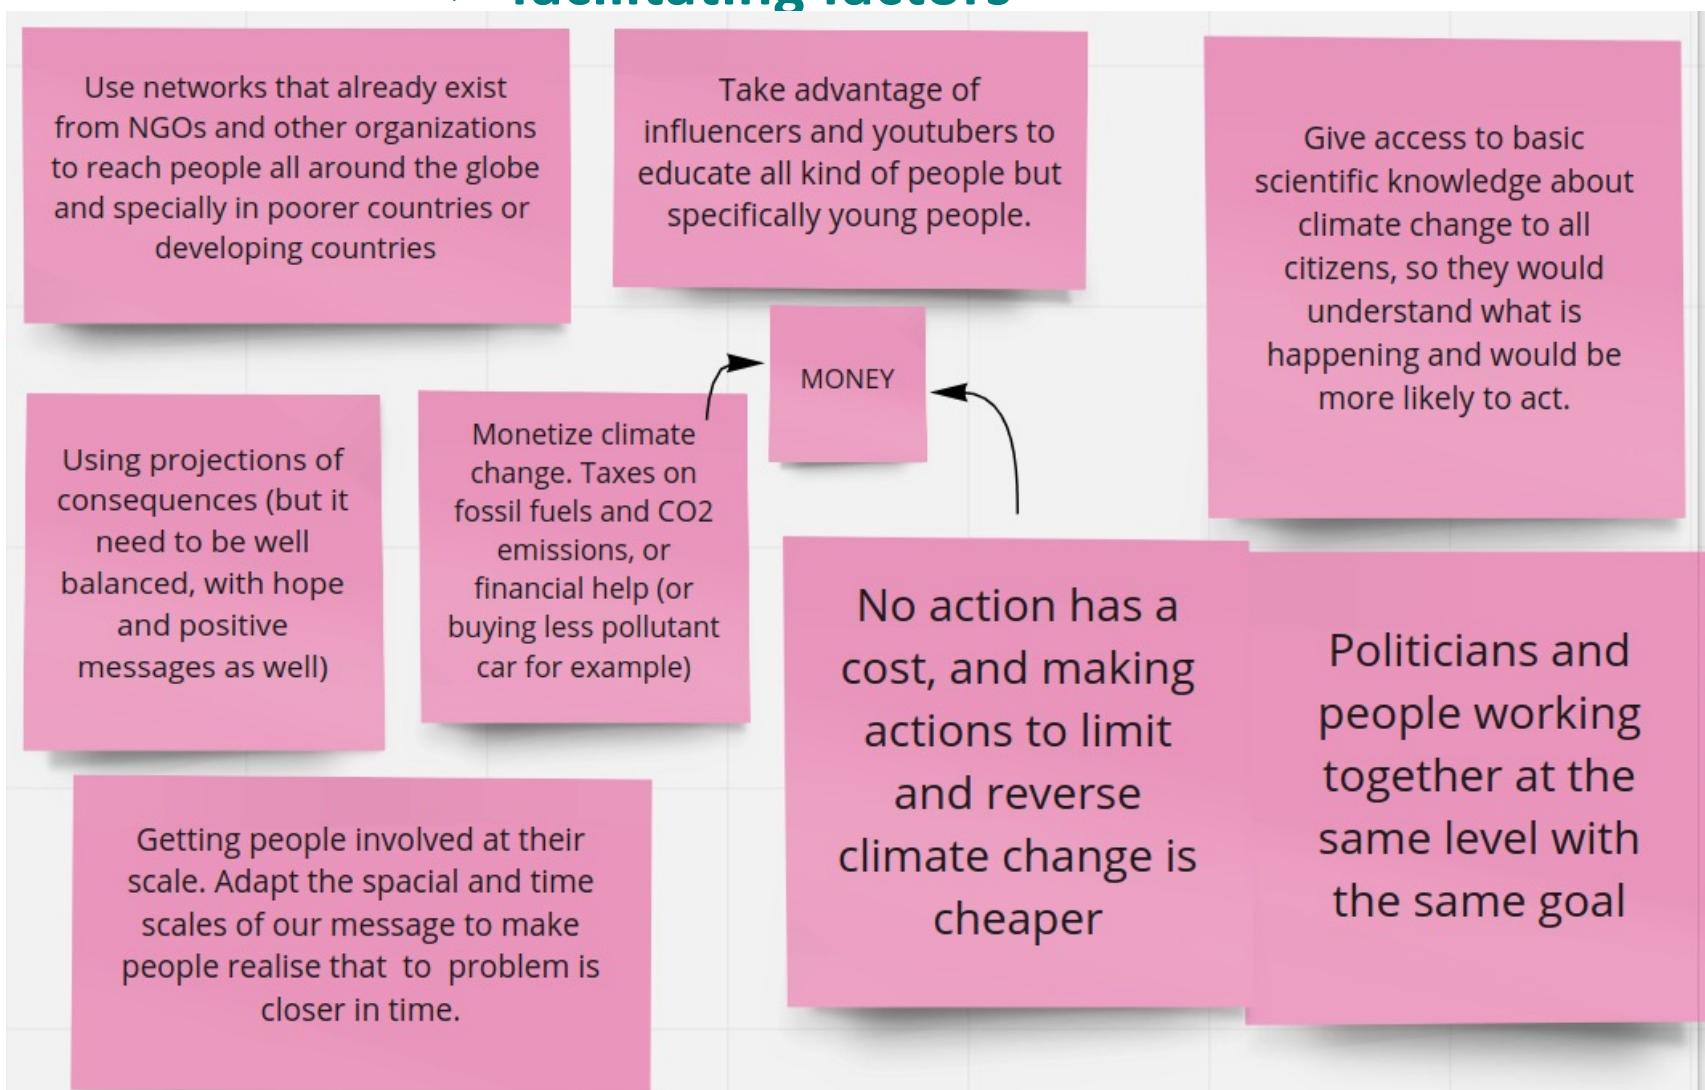 facilitating factors
Use networks that already exist
from NGOs and other organizations
to reach people all around the globe
and specially in poorer countries or
developing countries
Take advantage of
influencers and youtubers to
educate all kind of people but
specifically young people.
Give access to basic
scientific knowledge about
climate change to all
citizens, so they would
understand what is
happening and would be
more likely to act.
MONEY
Using projections of
consequences (but it
need to be well
balanced, with hope
and positive
messages as well)
Monetize climate
change. Taxes on
fossil fuels and CO2
emissions, or
financial help (or
buying less pollutant
car for example)
No action has a
cost, and making
actions to limit
and reverse
climate change is
cheaper
Politicians and
people working
together at the
same level with
the same goal
Getting people involved at their
scale. Adapt the spacial and time
scales of our message to make
people realise that to problem is
closer in time.